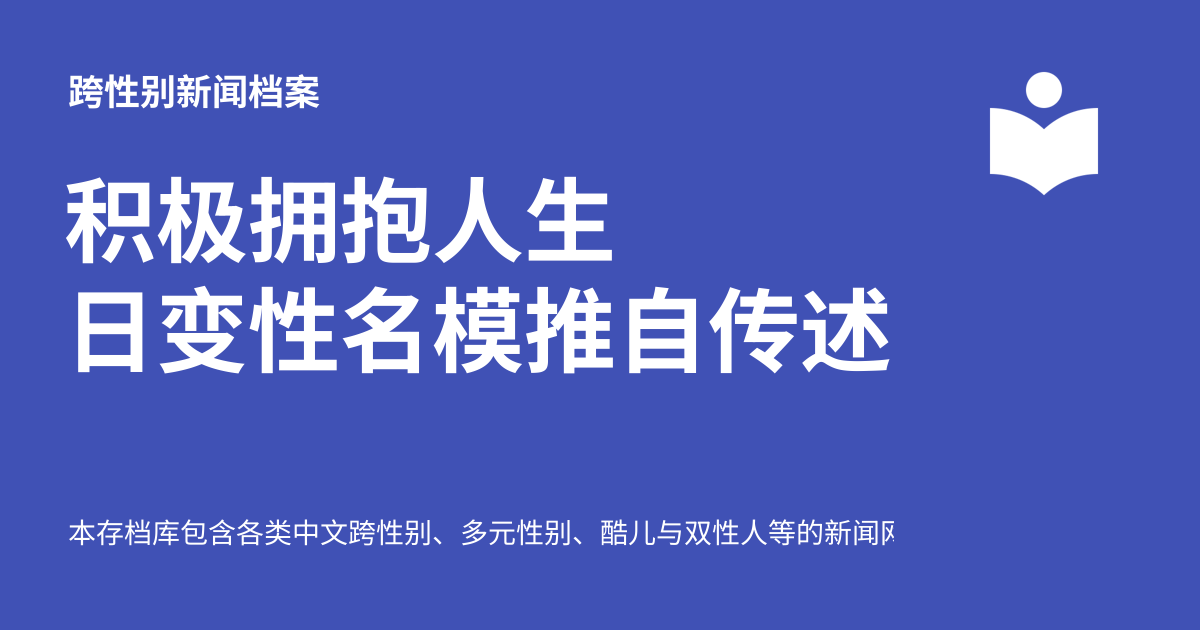 跨性别新闻档案
积极拥抱人生
日变性名模推自传述
本存档库包含各类中文跨性别、多元性别、酷儿与双性人等的新闻